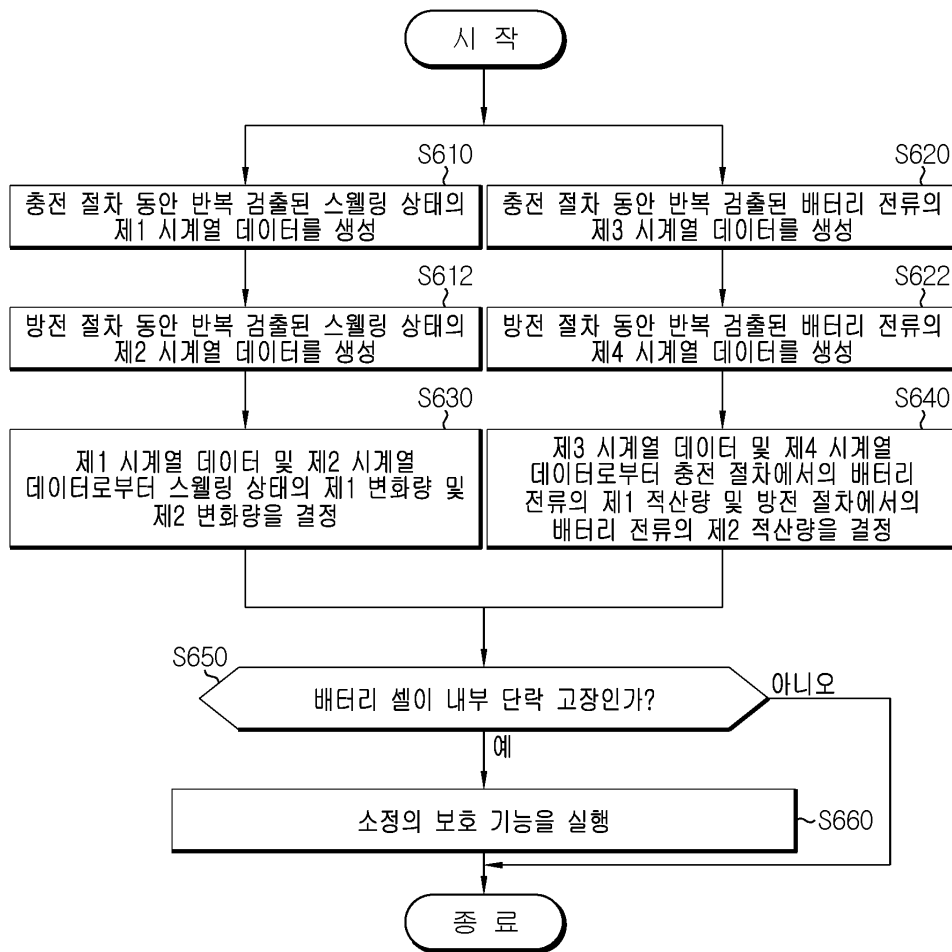 시 작
S610
충전 절차 동안 반복 검출된 스웰링 상태의
제1 시계열 데이터를 생성
S620
충전 절차 동안 반복 검출된 배터리 전류의
제3 시계열 데이터를 생성
S612
방전 절차 동안 반복 검출된 스웰링 상태의
제2 시계열 데이터를 생성
S622
방전 절차 동안 반복 검출된 배터리 전류의
제4 시계열 데이터를 생성
S630
제1 시계열 데이터 및 제2 시계열
데이터로부터 스웰링 상태의 제1 변화량 및
제2 변화량을 결정
S640
제3 시계열 데이터 및 제4 시계열
데이터로부터 충전 절차에서의 배터리
전류의 제1 적산량 및 방전 절차에서의
배터리 전류의 제2 적산량을 결정
S650
배터리 셀이 내부 단락 고장인가?
아니오
예
소정의 보호 기능을 실행
S660
종 료